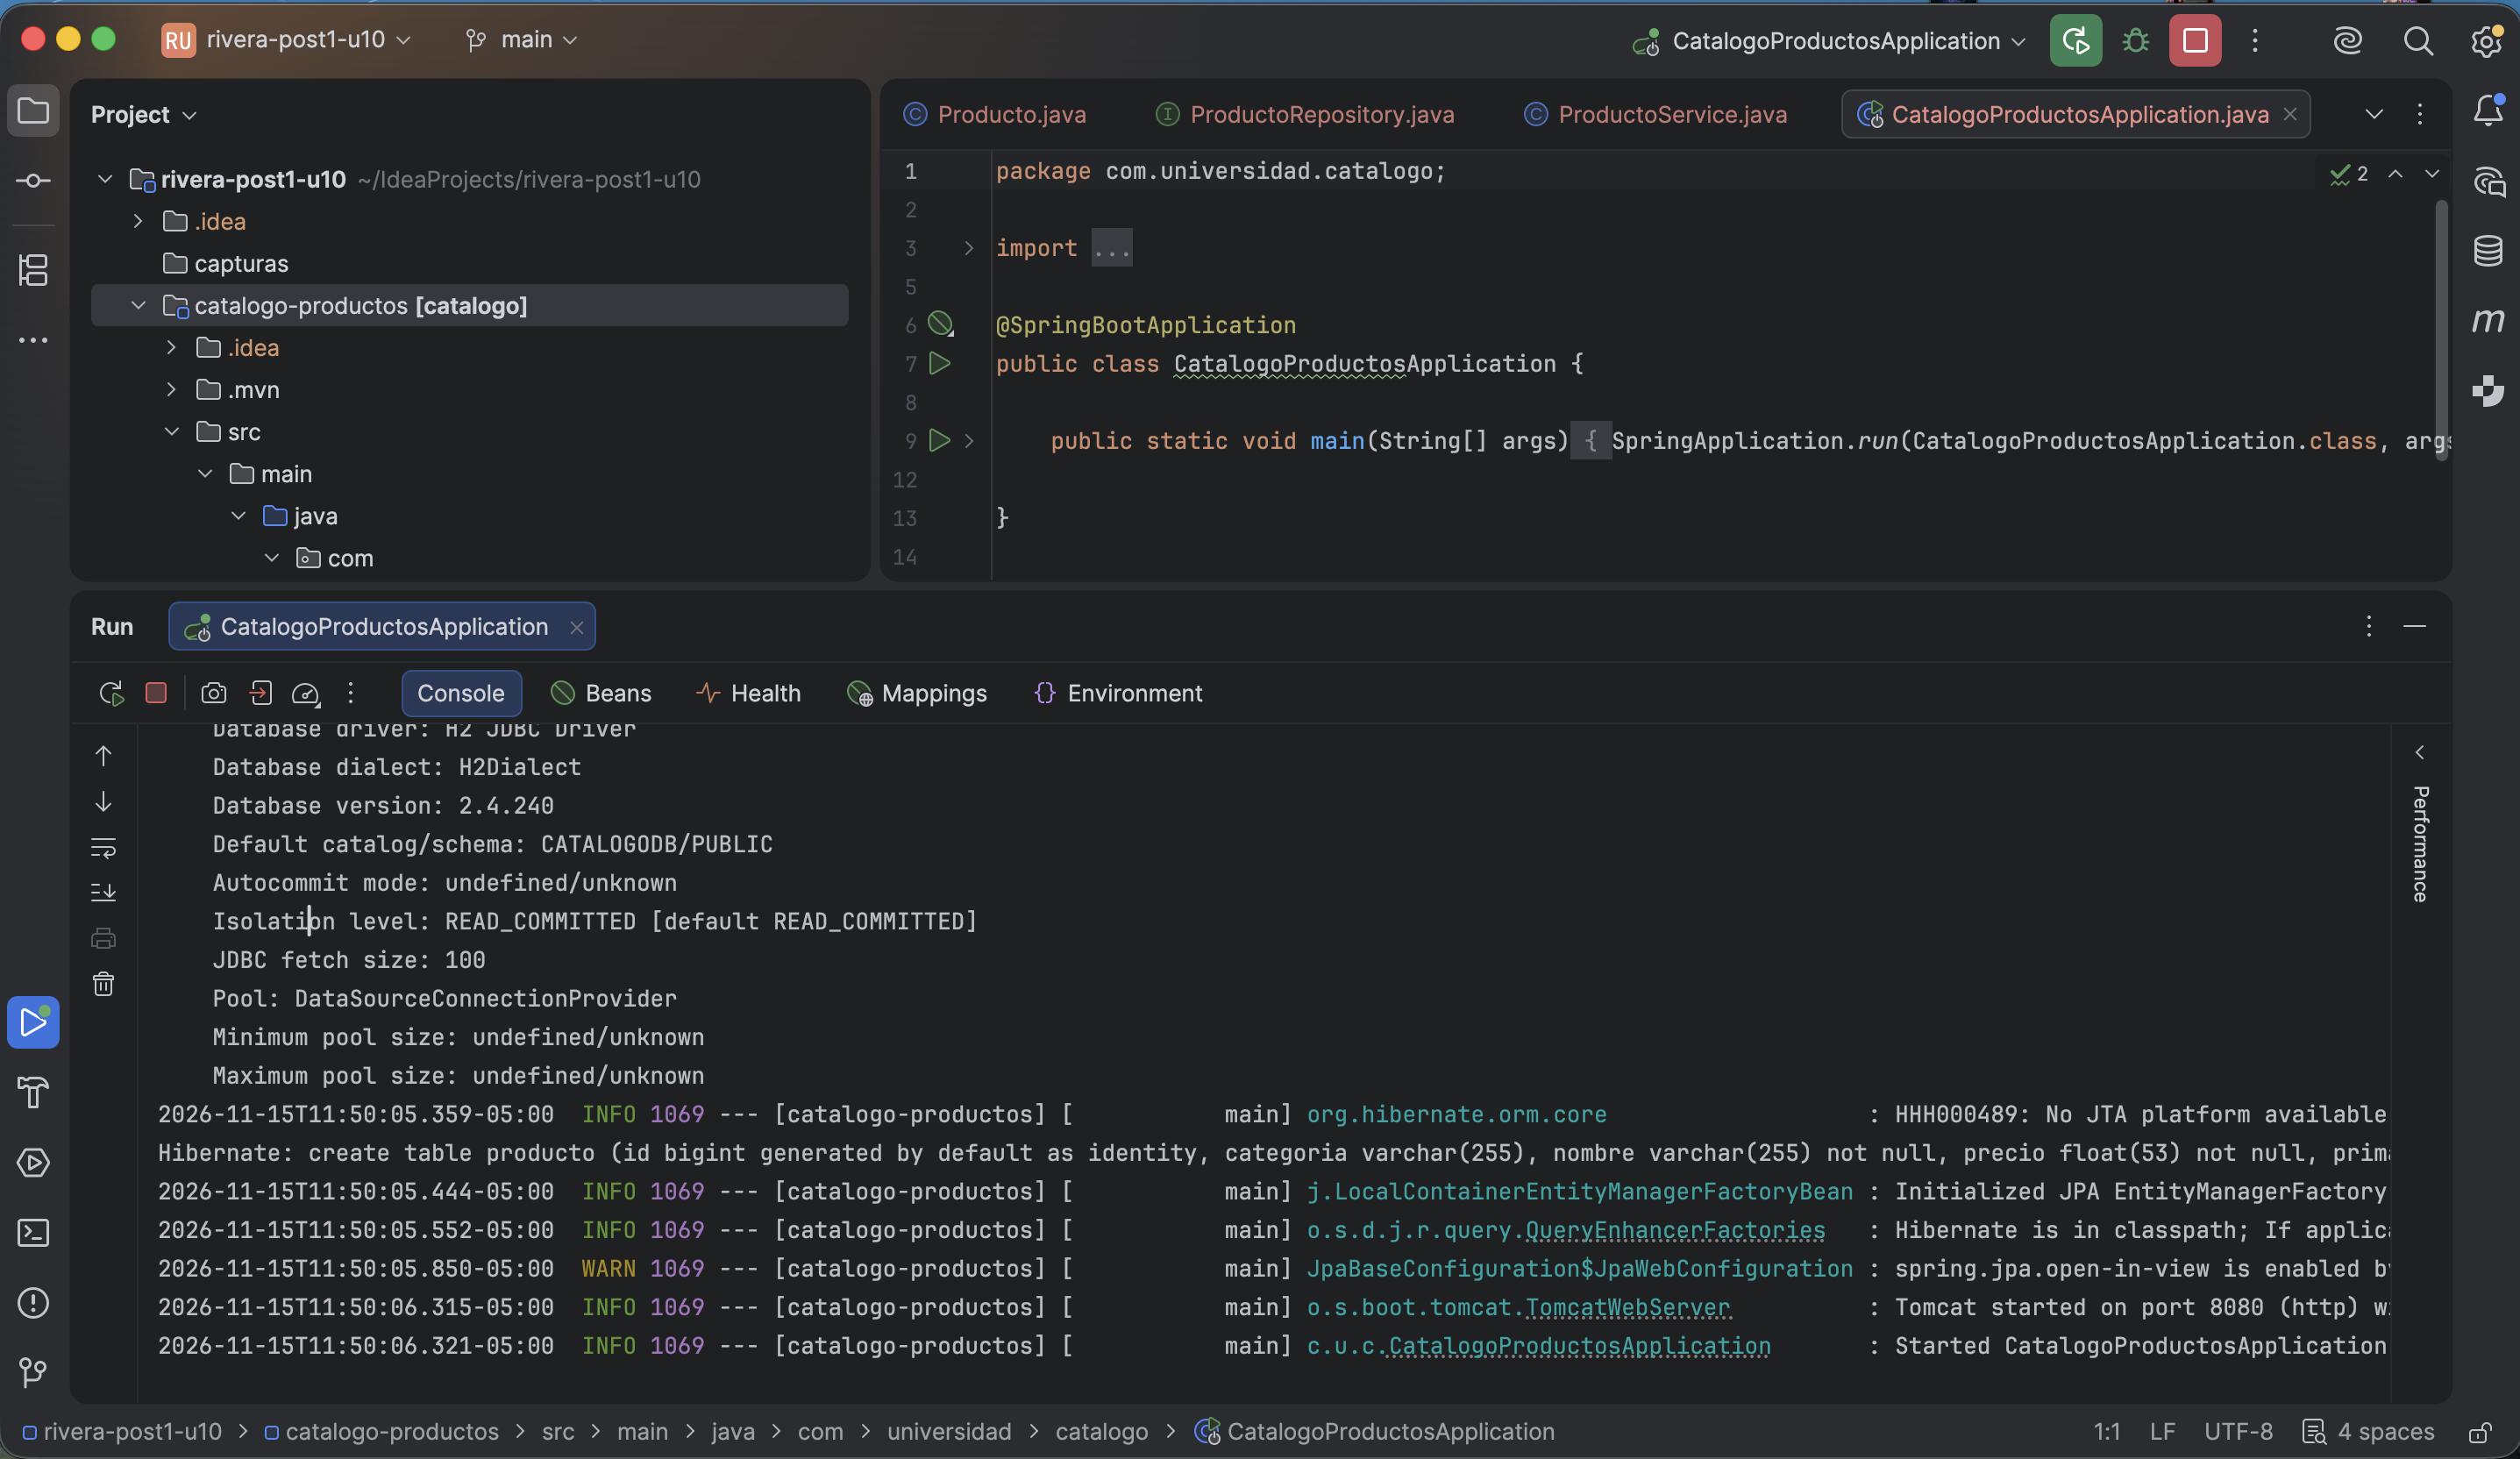 RU rivera-post1-u10 main CatalogoProductosApplication
Project
Producto.java ProductoRepository.java ProductoService.java CatalogoProductosApplication.java
rivera-post1-u10 ~/IdeaProjects/rivera-post1-u10
.idea
capturas
catalogo-productos [catalogo]
.idea
.mvn
src
main
java
com
2
1 package com.universidad.catalogo;
2
3 import ...
5
6 @SpringBootApplication
7 public class CatalogoProductosApplication {
8
9 public static void main(String[] args) { SpringApplication.run(CatalogoProductosApplication.class, args
12
13 }
14
Run CatalogoProductosApplication
Console Beans Health Mappings Environment
Database driver: H2 JDBC Driver
Database dialect: H2Dialect
Database version: 2.4.240
Default catalog/schema: CATALOGODB/PUBLIC
Autocommit mode: undefined/unknown
Isolation level: READ_COMMITTED [default READ_COMMITTED]
JDBC fetch size: 100
Pool: DataSourceConnectionProvider
Minimum pool size: undefined/unknown
Maximum pool size: undefined/unknown
2026-11-15T11:50:05.359-05:00 INFO 1069 --- [catalogo-productos] [ main] org.hibernate.orm.core : HHH000489: No JTA platform available
Hibernate: create table producto (id bigint generated by default as identity, categoria varchar(255), nombre varchar(255) not null, precio float(53) not null, prim
2026-11-15T11:50:05.444-05:00 INFO 1069 --- [catalogo-productos] [ main] j.LocalContainerEntityManagerFactoryBean : Initialized JPA EntityManagerFactory
2026-11-15T11:50:05.552-05:00 INFO 1069 --- [catalogo-productos] [ main] o.s.d.j.r.query.QueryEnhancerFactories : Hibernate is in classpath; If applic
2026-11-15T11:50:05.850-05:00 WARN 1069 --- [catalogo-productos] [ main] JpaBaseConfiguration$JpaWebConfiguration : spring.jpa.open-in-view is enabled b
2026-11-15T11:50:06.315-05:00 INFO 1069 --- [catalogo-productos] [ main] o.s.boot.tomcat.TomcatWebServer : Tomcat started on port 8080 (http) w
2026-11-15T11:50:06.321-05:00 INFO 1069 --- [catalogo-productos] [ main] c.u.c.CatalogoProductosApplication : Started CatalogoProductosApplication
Performance
rivera-post1-u10 > catalogo-productos > src > main > java > com > universidad > catalogo > CatalogoProductosApplication 1:1 LF UTF-8 4 spaces